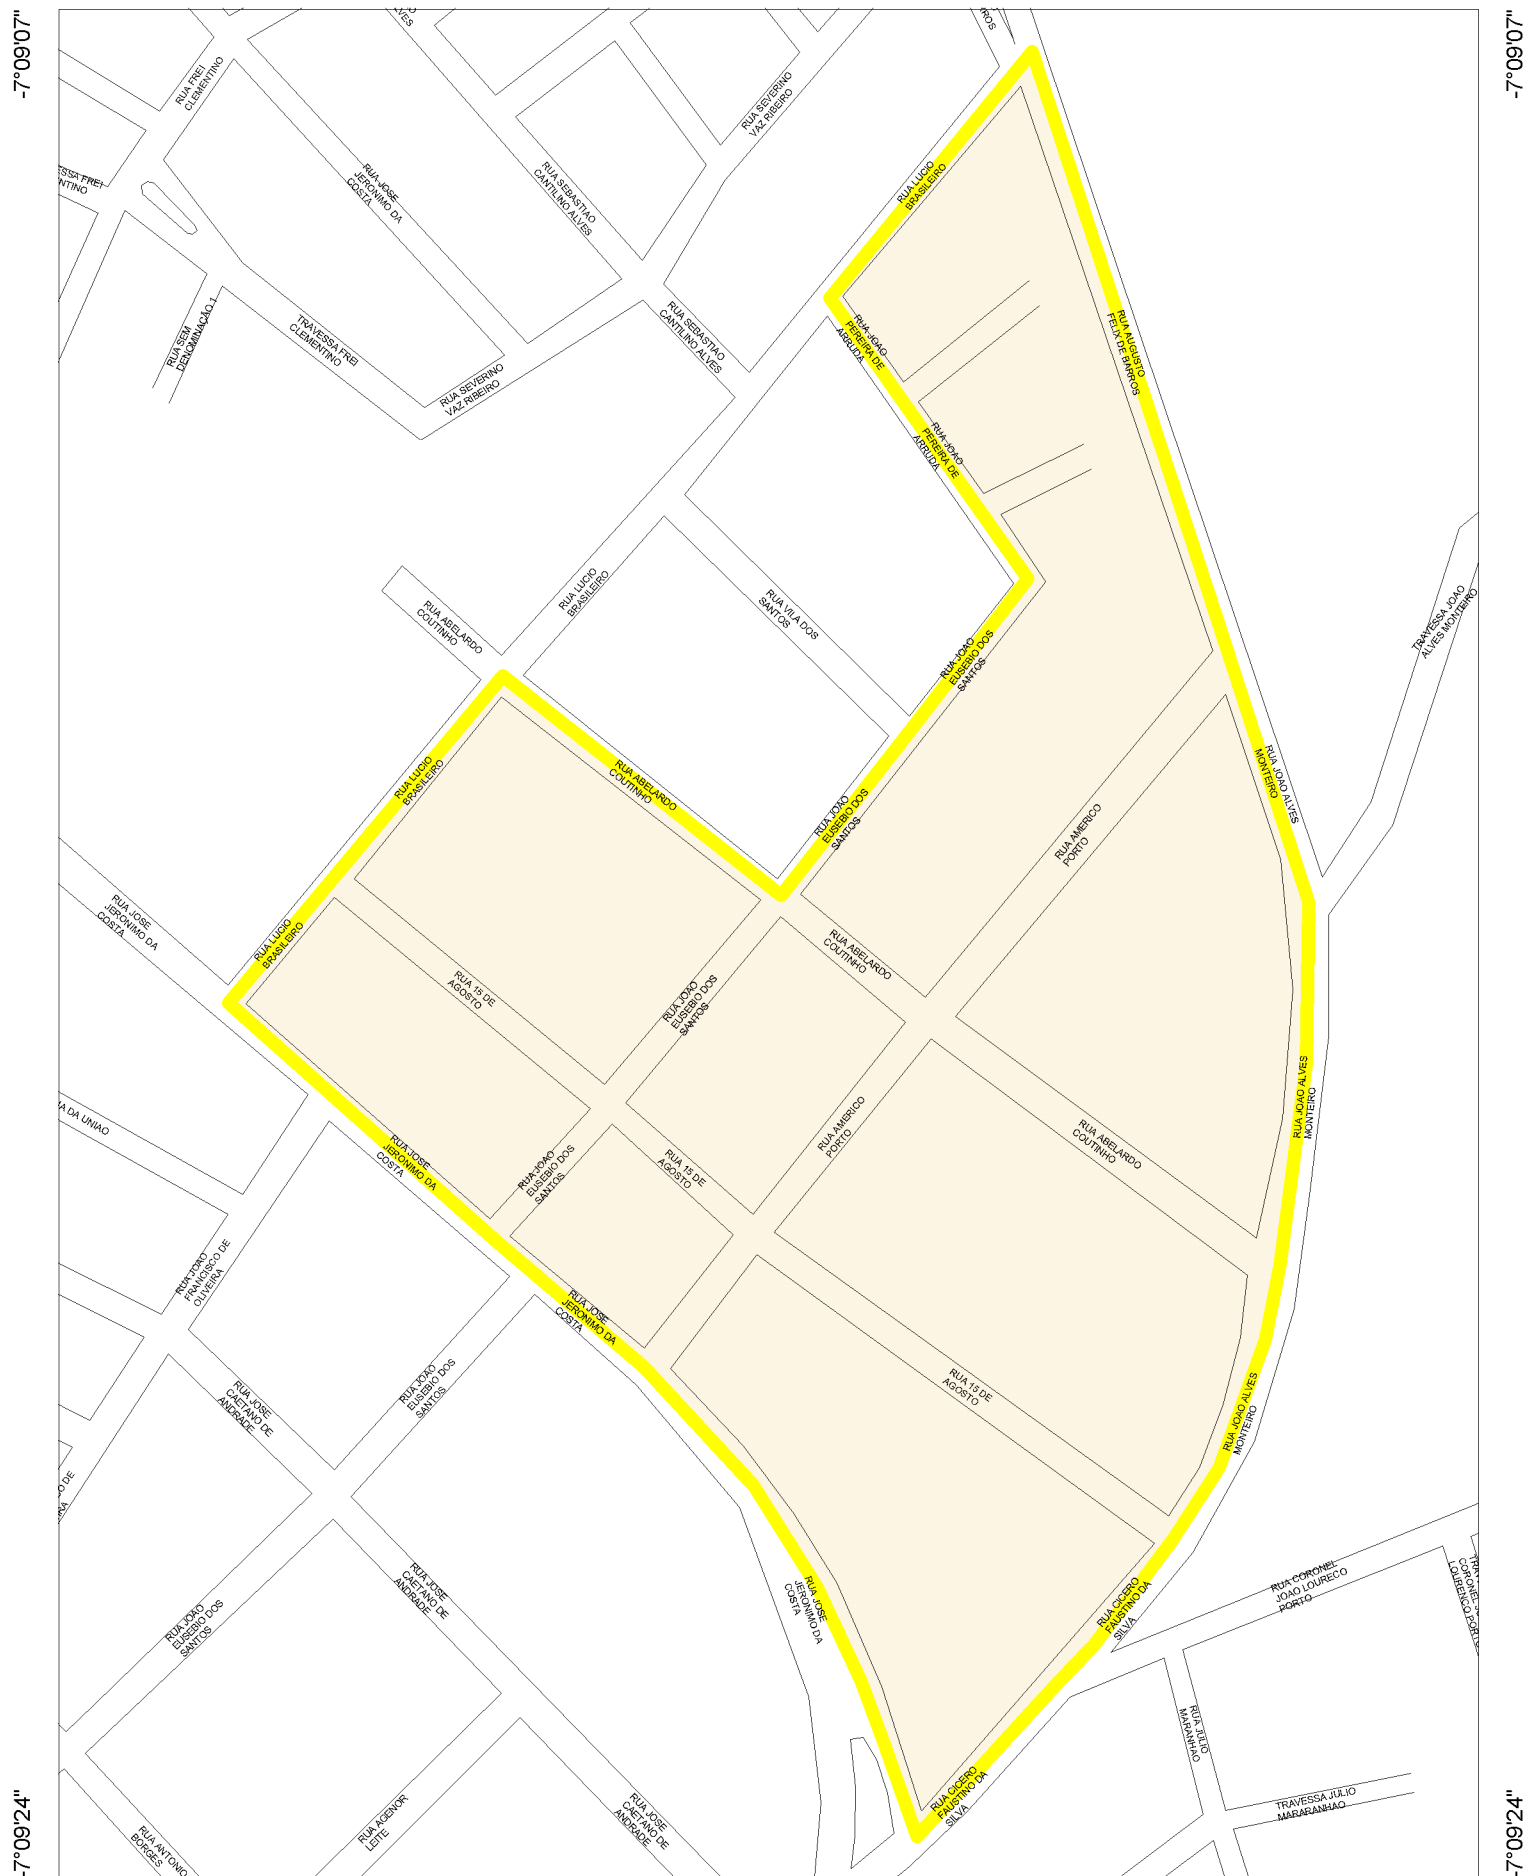 -7°09'07"
-7°09'07"
RUA FREI
CLEMENTINO
RUA SEVERINO
VAZ RIBEIRO
RUA JOSE
JERONIMO DA
COSTA
RUA SEBASTIAO
CANTILINO ALVES
RUA LUCIO
BRASILEIRO
RUA SEM
DENOMINAÇÃO 1
TRAVESSA FREI
CLEMENTINO
RUA SEVERINO
VAZ RIBEIRO
RUA SEBASTIAO
CANTILINO ALVES
RUA JOAO
PEREIRA DE
ARRUDA
RUA AUGUSTO
FELIX DE BARROS
RUA JOAO
PEREIRA DE
ARRUDA
RUA ABELARDO
COUTINHO
RUA LUCIO
BRASILEIRO
RUA VILA DOS
SANTOS
RUA JOAO
EUSEBIO DOS
SANTOS
TRAVESSA JOAO
ALVES MONTEIRO
RUA LUCIO
BRASILEIRO
RUA ABELARDO
COUTINHO
RUA JOAO
EUSEBIO DOS
SANTOS
RUA AMERICO
PORTO
RUA JOAO ALVES
MONTEIRO
RUA JOSE
JERONIMO DA
COSTA
RUA LUCIO
BRASILEIRO
RUA 15 DE
AGOSTO
RUA JOAO
EUSEBIO DOS
SANTOS
RUA ABELARDO
COUTINHO
DA UNIAO
RUA JOSE
JERONIMO DA
COSTA
RUA JOAO
EUSEBIO DOS
SANTOS
RUA 15 DE
AGOSTO
RUA AMERICO
PORTO
RUA ABELARDO
COUTINHO
RUA JOAO ALVES
MONTEIRO
RUA JOAO
FRANCISCO DE
OLIVEIRA
RUA JOSE
JERONIMO DA
COSTA
RUA JOSE
CAETANO DE
ANDRADE
RUA JOAO
EUSEBIO DOS
SANTOS
RUA 15 DE
AGOSTO
RUA JOAO ALVES
MONTEIRO
RUA JOSE
CAETANO DE
ANDRADE
RUA JOAO
EUSEBIO DOS
SANTOS
RUA JOSE
JERONIMO DA
COSTA
RUA CICERO
FAUSTINO DA
SILVA
RUA CORONEL
JOAO LOURECO
PORTO
CORONEL
LOURENCO PORTO
RUA JULIO
MARANHAO
RUA CICERO
FAUSTINO DA
SILVA
TRAVESSA JULIO
MARARANHAO
RUA ANTONIO
BORGES
RUA AGENOR
LEITE
RUA JOSE
CAETANO DE
ANDRADE
-7°09'24"
-7°09'24"